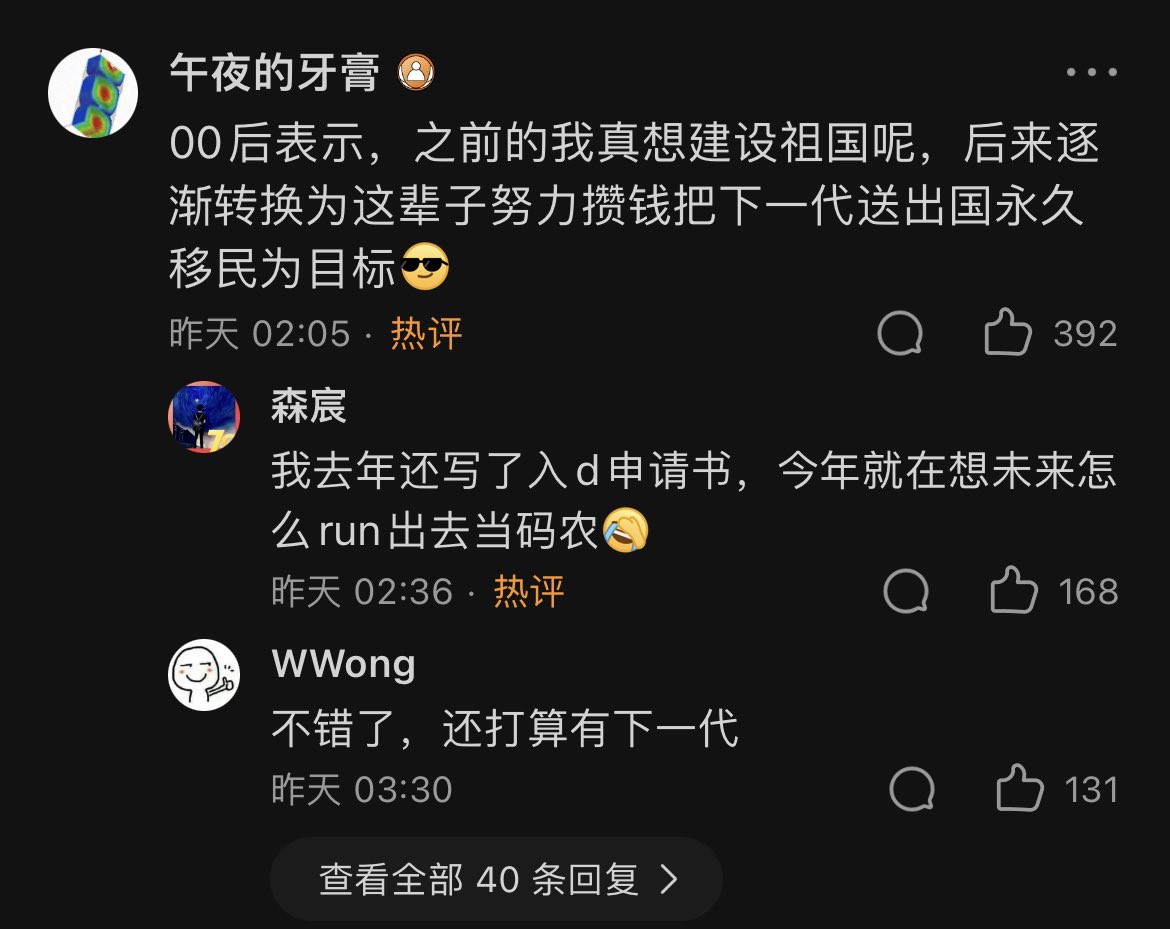 午夜的牙膏
00后表示，之前的我真想建设祖国呢，后来逐
渐转换为这辈子努力攒钱把下一代送出国永久
移民为目标😎
昨天 02:05 · 热评
392
森宸
我去年还写了入d申请书，今年就在想未来怎
么run出去当码农🤣
昨天 02:36 · 热评
168
WWong
不错了，还打算有下一代
昨天 03:30
131
查看全部 40 条回复 >